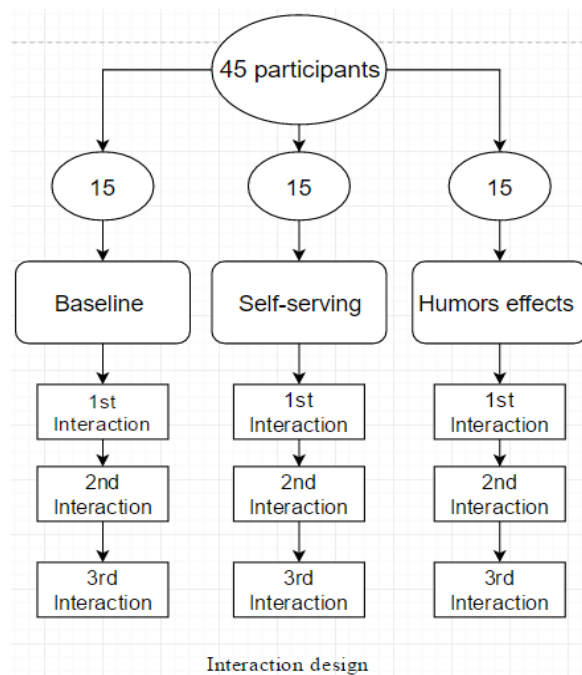 45 participants
15
15
15
Baseline
Self-serving
Humors effects
1st
Interaction
1st
Interaction
1st
Interaction
2nd
Interaction
2nd
Interaction
2nd
Interaction
3rd
Interaction
3rd
Interaction
3rd
Interaction
Interaction design